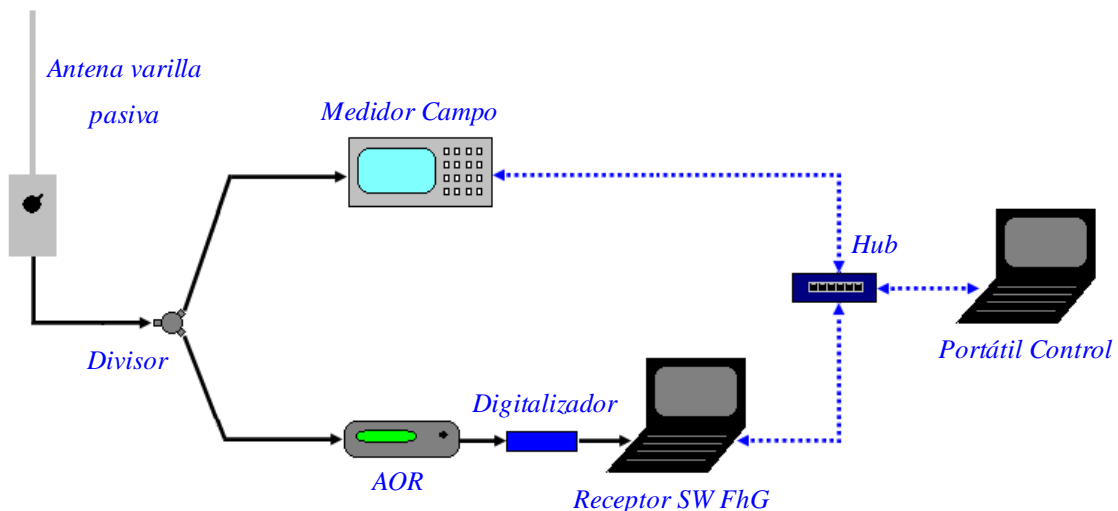 Antena varilla
pasiva
Medidor Campo
Hub
Portátil Control
Divisor
Digitalizador
AOR
Receptor SW FhG